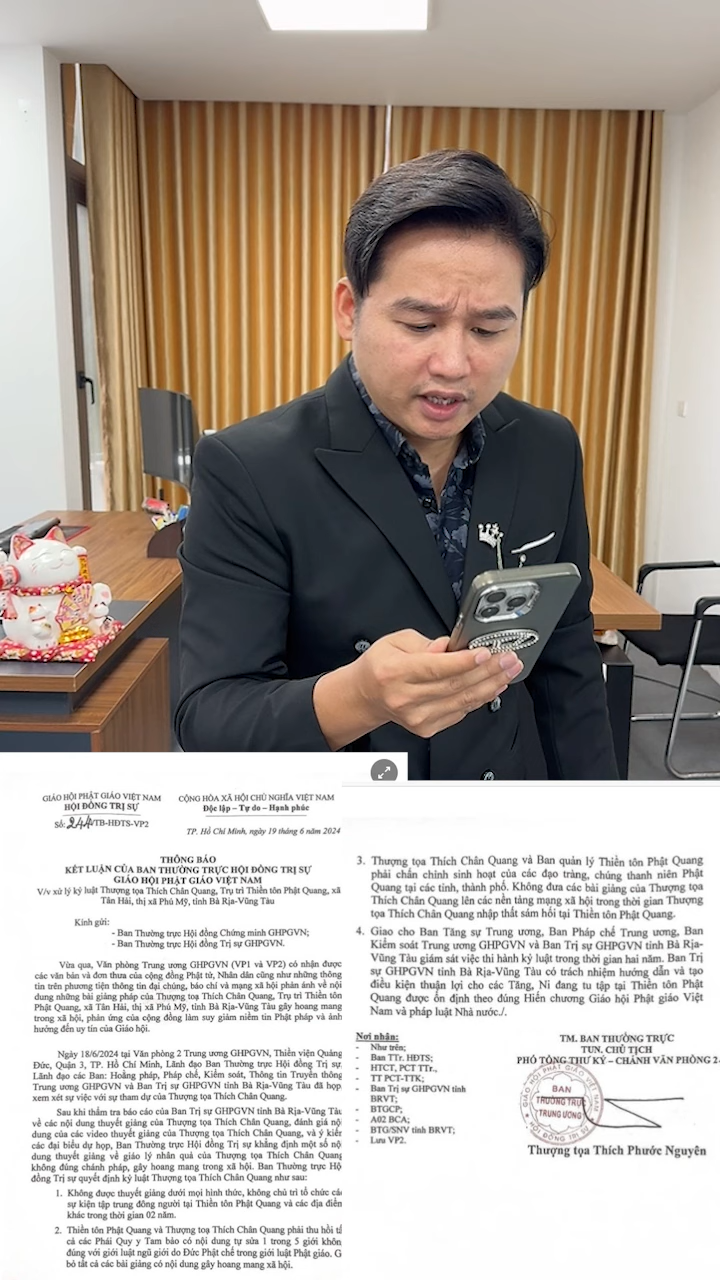 GIÁO HỘI PHẬT GIÁO VIỆT NAM
HỘI ĐỒNG TRỊ SỰ
Số: 244/TB-HĐTS-VP2
CỘNG HÒA XÃ HỘI CHỦ NGHĨA VIỆT NAM
Độc lập – Tự do – Hạnh phúc
TP. Hồ Chí Minh, ngày 19 tháng 6 năm 2024
THÔNG BÁO
KẾT LUẬN CỦA BAN THƯỜNG TRỰC HỘI ĐỒNG TRỊ SỰ
GIÁO HỘI PHẬT GIÁO VIỆT NAM
V/v xử lý kỷ luật Thượng tọa Thích Chân Quang, Trụ trì Thiền tôn Phật Quang, xã
Tân Hải, thị xã Phú Mỹ, tỉnh Bà Rịa-Vũng Tàu
Kính gửi:
- Ban Thường trực Hội đồng Chứng minh GHPGVN;
- Ban Thường trực Hội đồng Trị sự GHPGVN.
Vừa qua, Văn phòng Trung ương GHPGVN (VP1 và VP2) có nhận được
các văn bản và đơn thưa của cộng đồng Phật tử, Nhân dân cũng như những thông
tin trên phương tiện thông tin đại chúng, báo chí và mạng xã hội phản ánh về nội
dung những bài giảng pháp của Thượng tọa Thích Chân Quang, Trụ trì Thiền tôn
Phật Quang, xã Tân Hải, thị xã Phú Mỹ, tỉnh Bà Rịa-Vũng Tàu gây hoang mang
trong xã hội, phản ứng của cộng đồng làm suy giảm niềm tin Phật pháp và ảnh
hưởng đến uy tín của Giáo hội.
Ngày 18/6/2024 tại Văn phòng 2 Trung ương GHPGVN, Thiền viện Quảng
Đức, Quận 3, TP. Hồ Chí Minh, Lãnh đạo Ban Thường trực Hội đồng Trị sự.
Lãnh đạo các Ban: Hoằng pháp, Pháp chế, Kiểm soát, Thông tin Truyền thông
Trung ương GHPGVN và Ban Trị sự GHPGVN tỉnh Bà Rịa-Vũng Tàu đã họp
xem xét sự việc với sự tham dự của Thượng tọa Thích Chân Quang.
Sau khi thẩm tra báo cáo của Ban Trị sự GHPGVN tỉnh Bà Rịa-Vũng Tàu
về các nội dung thuyết giảng của Thượng tọa Thích Chân Quang, đánh giá nội
dung của các video thuyết giảng của Thượng tọa Thích Chân Quang, và ý kiến
các đại biểu dự họp, Ban Thường trực Hội đồng Trị sự khẳng định một số nội
dung thuyết giảng về giáo lý nhân quả của Thượng tọa Thích Chân Quang là
không đúng chánh pháp, gây hoang mang trong xã hội. Ban Thường trực Hội
đồng Trị sự quyết định kỷ luật Thượng tọa Thích Chân Quang như sau:
1. Không được thuyết giảng dưới mọi hình thức, không chủ trì tổ chức các
sự kiện tập trung đông người tại Thiền tôn Phật Quang và các địa điểm
khác trong thời gian 02 năm.
2. Thiền tôn Phật Quang và Thượng toạ Thích Chân Quang phải thu hồi tất
cả các Phái Quy y Tam bảo có nội dung tự sửa 1 trong 5 giới không
đúng với giới luật ngũ giới do Đức Phật chế trong giới luật Phật giáo. G
bỏ tất cả các bài giảng có nội dung gây hoang mang xã hội.
3. Thượng tọa Thích Chân Quang và Ban quản lý Thiền tôn Phật Quang
phải chấn chỉnh sinh hoạt của các đạo tràng, chúng thanh niên Phật
Quang tại các tỉnh, thành phố. Không đưa các bài giảng của Thượng tọa
Thích Chân Quang lên các nền tảng mạng xã hội trong thời gian Thượng
tọa Thích Chân Quang nhập thất sám hối tại Thiền tôn Phật Quang.
4. Giao cho Ban Tăng sự Trung ương, Ban Pháp chế Trung ương, Ban
Kiểm soát Trung ương GHPGVN và Ban Trị sự GHPGVN tỉnh Bà Rịa-
Vũng Tàu giám sát việc thi hành kỷ luật trong thời gian hai năm. Ban Trị
sự GHPGVN tỉnh Bà Rịa-Vũng Tàu có trách nhiệm hướng dẫn và tạo
điều kiện thuận lợi cho các Tăng, Ni đang tu tập tại Thiền tôn Phật
Quang được ổn định theo đúng Hiến chương Giáo hội Phật giáo Việt
Nam và pháp luật Nhà nước./.
Nơi nhận:
- Như trên;
- Ban TTr. HĐTS;
- HTCT, PCT TTr.,
- TT PCT-TTK;
- Ban Trị sự GHPGVN tỉnh
BRVT;
- BTGCP;
- A02 BCA;
- BTG/SNV tỉnh BRVT;
- Lưu VP2.
TM. BAN THƯỜNG TRỰC
TUN. CHỦ TỊCH
PHÓ TỔNG THƯ KÝ – CHÁNH VĂN PHÒNG 2
GIÁO HỘI PHẬT GIÁO VIỆT NAM
BAN
THƯỜNG TRỰC
TRUNG ƯƠNG
HỘI ĐỒNG TRỊ SỰ
Thượng tọa Thích Phước Nguyên